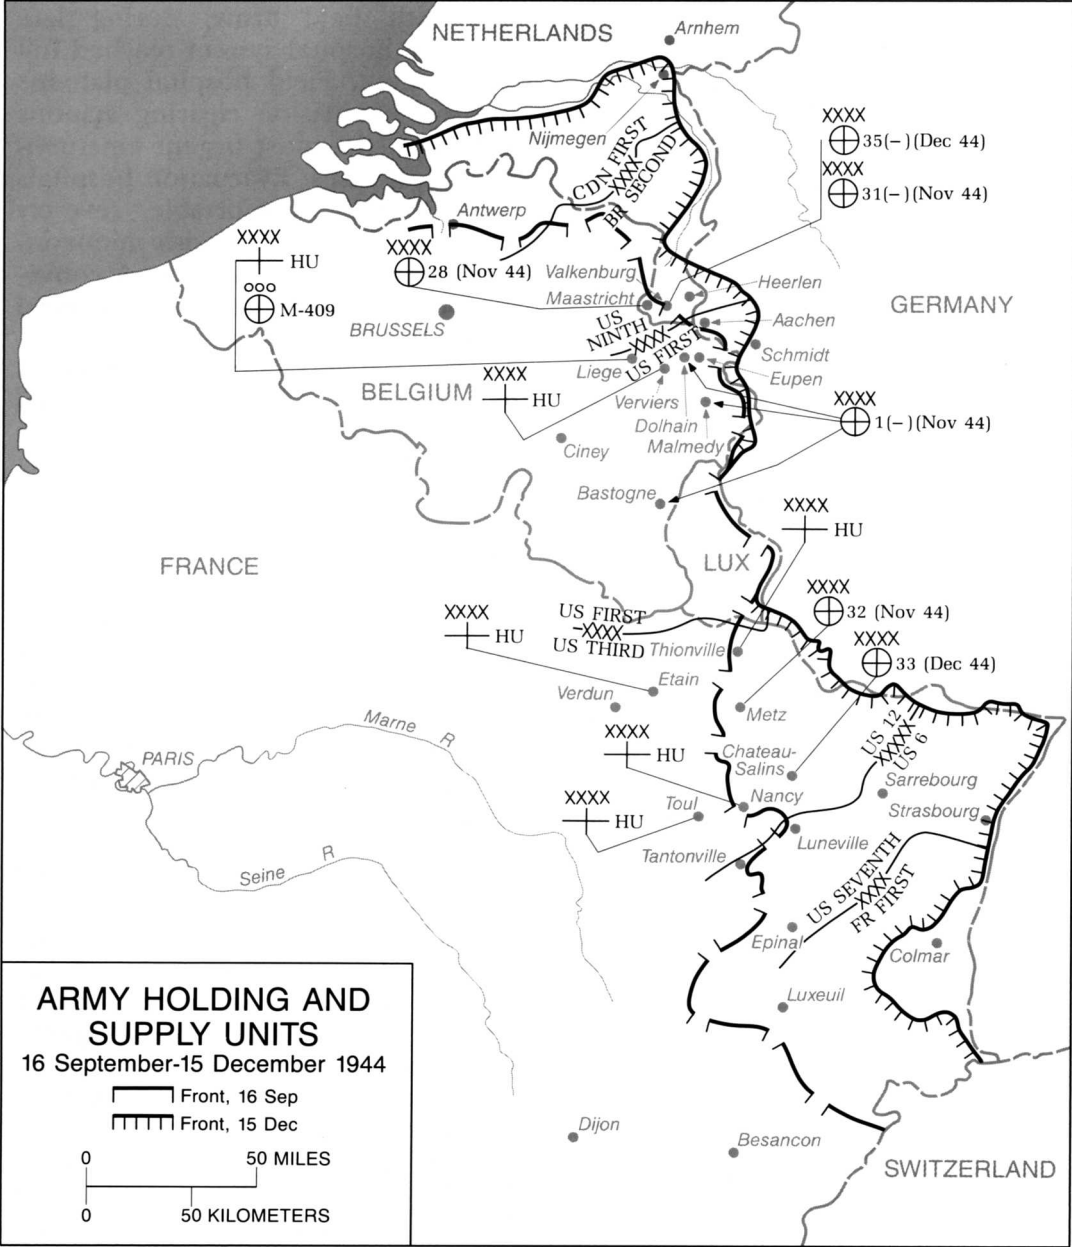 NETHERLANDS
Arnhem
Nijmegen
CDN FIRST
XXXX
BR SECOND
XXXX
35(-)(Dec 44)
XXXX
31(-)(Nov 44)
Antwerp
XXXX
HU
ooo
M-409
XXXX
28 (Nov 44)
Valkenburg
Maastricht
Heerlen
GERMANY
BRUSSELS
US
NINTH
XXXX
US FIRST
Aachen
Schmidt
Eupen
Liege
BELGIUM
XXXX
HU
Verviers
Dolhain
Malmedy
XXXX
1(-)(Nov 44)
Ciney
Bastogne
XXXX
HU
FRANCE
LUX
XXXX
32 (Nov 44)
XXXX
HU
US FIRST
XXXX
US THIRD
Thionville
XXXX
33 (Dec 44)
Etain
Verdun
Metz
Marne R
XXXX
HU
US 12
XXXXX
US 6
Chateau-
Salins
PARIS
Sarrebourg
XXXX
HU
Toul
Nancy
Strasbourg
Luneville
Tantonville
Seine R
US SEVENTH
XXXX
FR FIRST
Epinal
Colmar
Luxeuil
ARMY HOLDING AND
SUPPLY UNITS
16 September-15 December 1944
Front, 16 Sep
Front, 15 Dec
0 50 MILES
0 50 KILOMETERS
Dijon
Besancon
SWITZERLAND